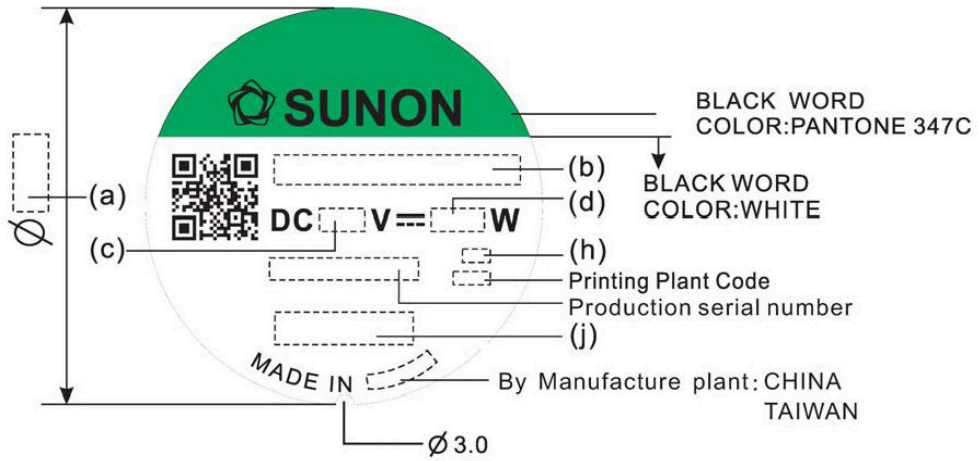 SUNON
BLACK WORD
COLOR:PANTONE 347C
BLACK WORD
COLOR:WHITE
(a)
Ø
(b)
(d)
DC V W
(c)
(h)
Printing Plant Code
Production serial number
(j)
MADE IN
By Manufacture plant: CHINA
TAIWAN
Ø 3.0